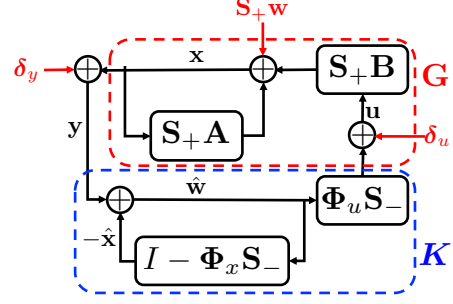 S₊w
x
δ_y
S₊B
G
S₊A
y
u
δ_u
ŵ
Φ_uS₋
−x̂
I − Φ_xS₋
K